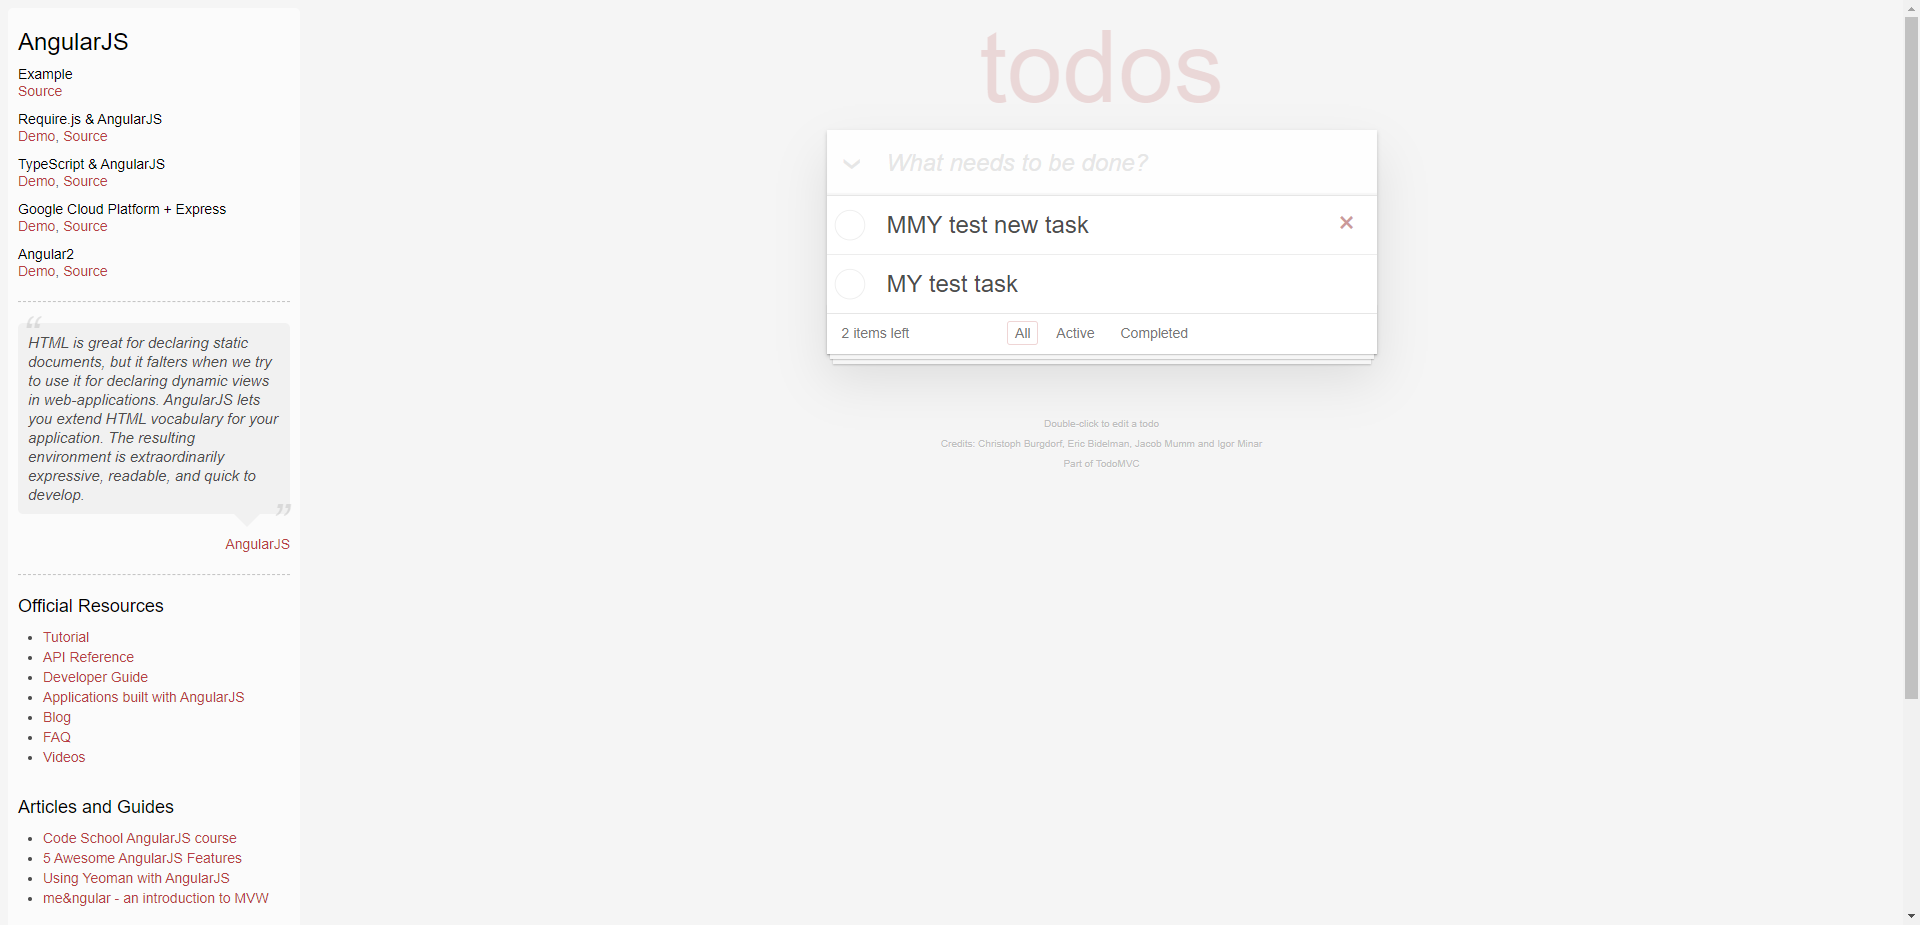 AngularJS
Example
Source
Require.js & AngularJS
Demo, Source
TypeScript & AngularJS
Demo, Source
Google Cloud Platform + Express
Demo, Source
Angular2
Demo, Source
“
HTML is great for declaring static
documents, but it falters when we try
to use it for declaring dynamic views
in web-applications. AngularJS lets
you extend HTML vocabulary for your
application. The resulting
environment is extraordinarily
expressive, readable, and quick to
develop.
”
AngularJS
Official Resources
• Tutorial
• API Reference
• Developer Guide
• Applications built with AngularJS
• Blog
• FAQ
• Videos
Articles and Guides
• Code School AngularJS course
• 5 Awesome AngularJS Features
• Using Yeoman with AngularJS
• me&ngular - an introduction to MVW
todos
What needs to be done?
MMY test new task ×
MY test task
2 items left All Active Completed
Double-click to edit a todo
Credits: Christoph Burgdorf, Eric Bidelman, Jacob Mumm and Igor Minar
Part of TodoMVC